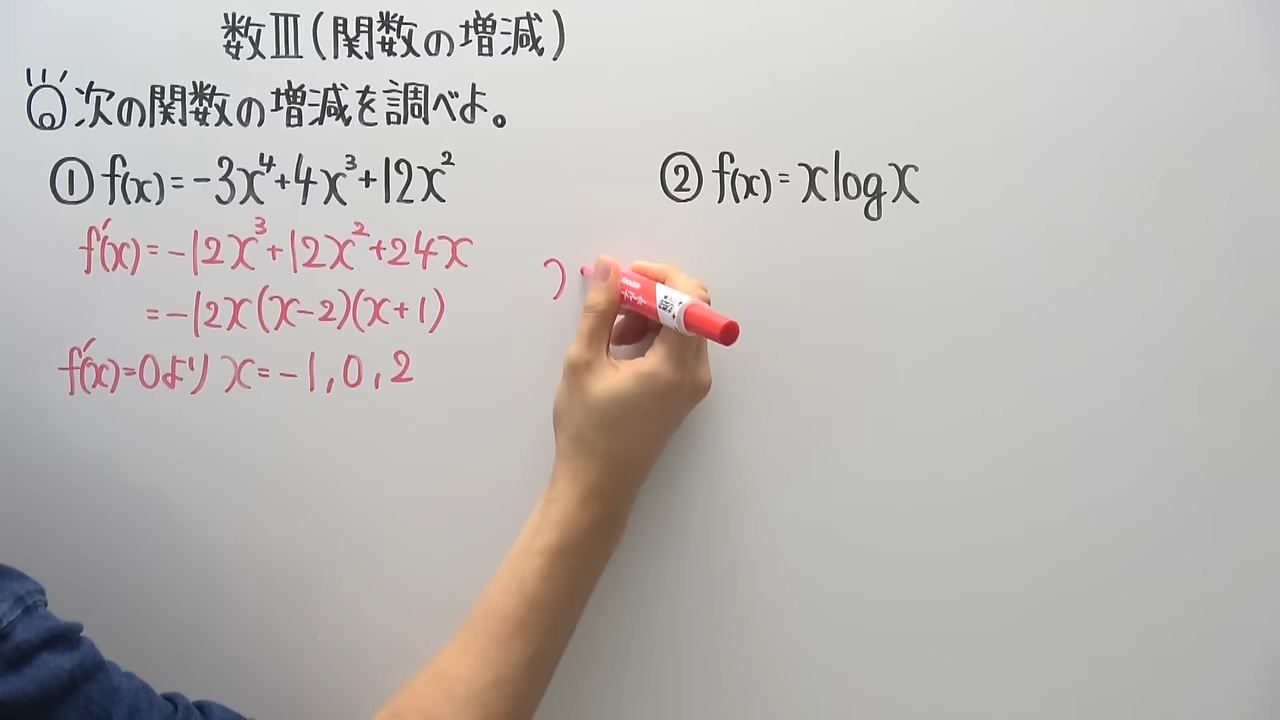 数Ⅲ(関数の増減)
Q 次の関数の増減を調べよ。
① f(x)=-3x⁴+4x³+12x²
f'(x)=-12x³+12x²+24x
=-12x(x-2)(x+1)
f'(x)=0より x=-1,0,2
② f(x)=xlogx